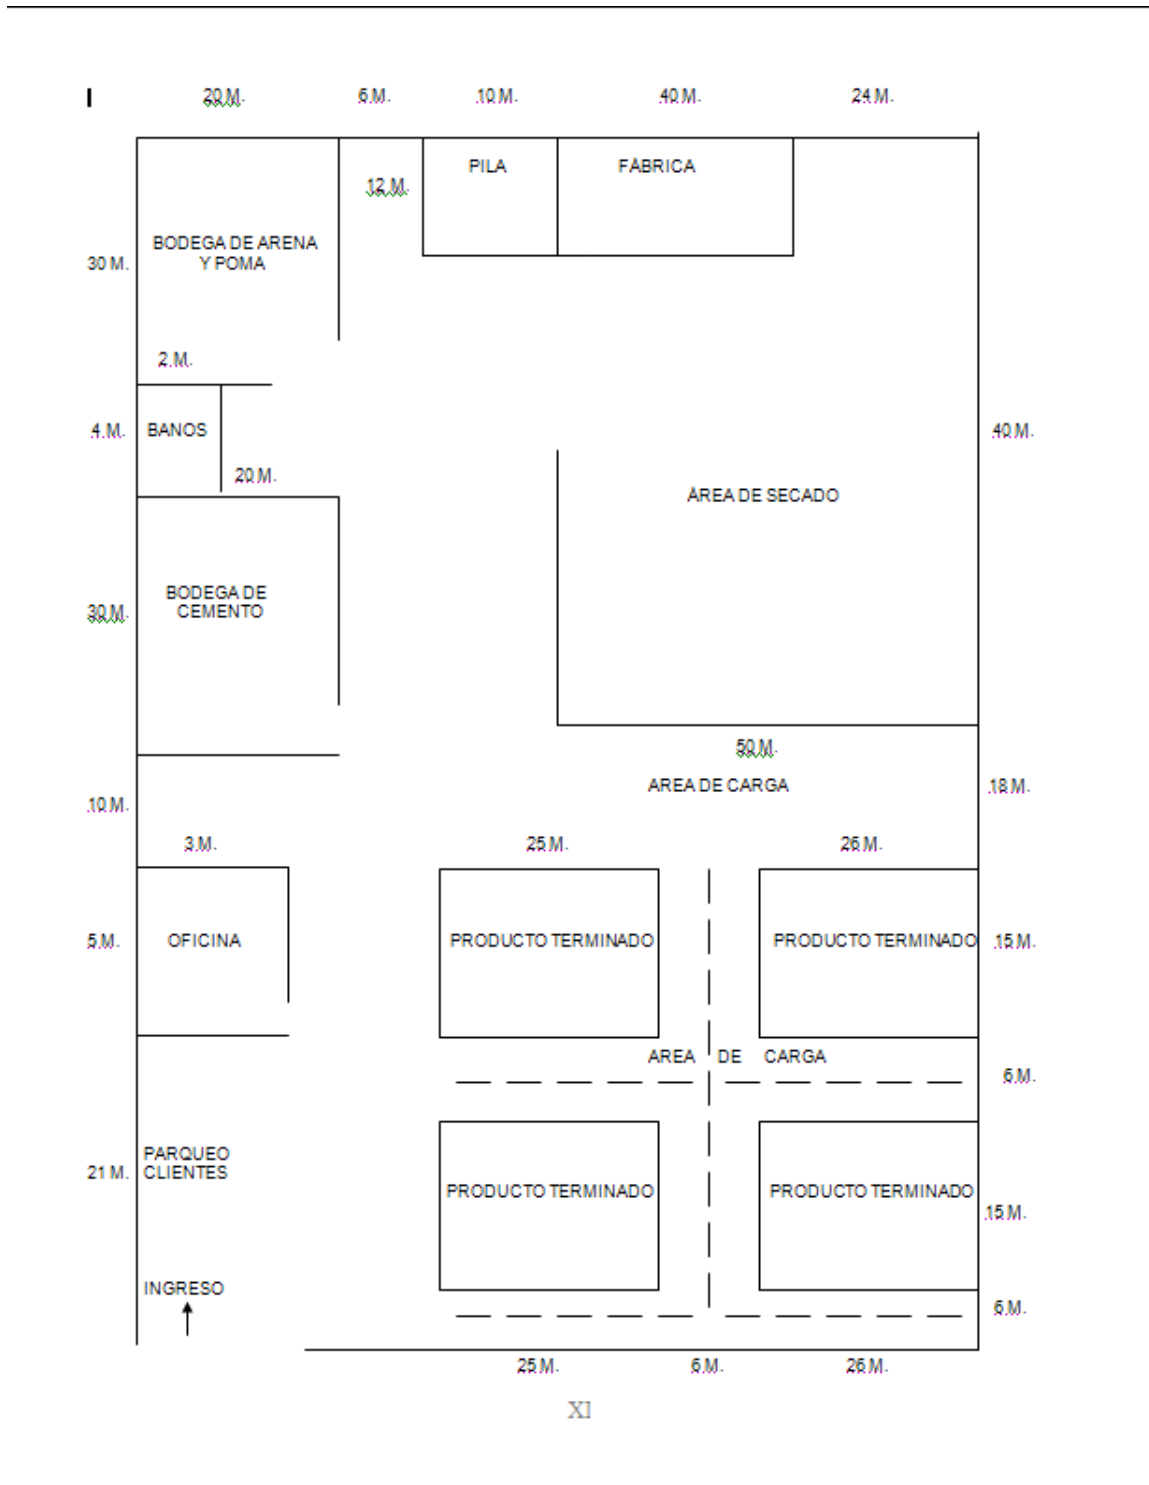 20 M. 6 M. 10 M. 40 M. 24 M.
PILA FÁBRICA
12 M.
BODEGA DE ARENA
Y POMA
30 M.
2 M.
4 M. BANOS 40 M.
20 M.
ÁREA DE SECADO
BODEGA DE
CEMENTO
30 M.
50 M.
AREA DE CARGA 18 M.
10 M.
3 M. 25 M. 26 M.
5 M. OFICINA PRODUCTO TERMINADO PRODUCTO TERMINADO 15 M.
AREA DE CARGA
6 M.
PARQUEO
21 M. CLIENTES
PRODUCTO TERMINADO PRODUCTO TERMINADO
15 M.
INGRESO
6 M.
25 M. 6 M. 26 M.
XI